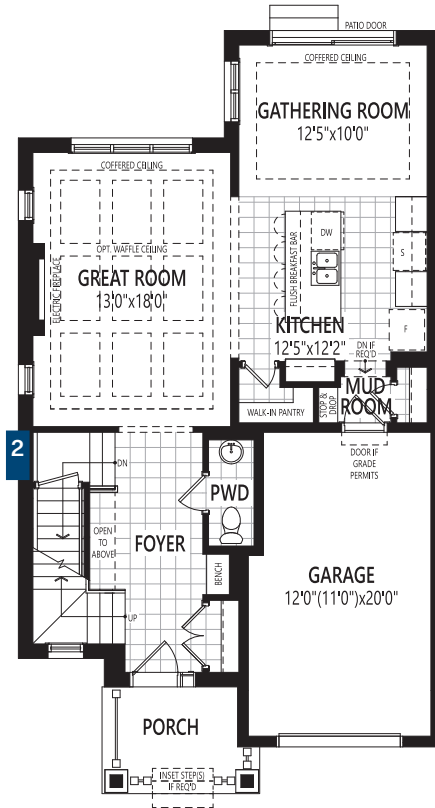 PATIO DOOR
COFFERED CEILING
GATHERING ROOM
12'5"x10'0"
COFFERED CEILING
OPT. WAFFLE CEILING
GREAT ROOM
13'0"x18'0"
ELECTRIC FIREPLACE
FLUSH BREAKFAST BAR
DW
S
F
KITCHEN
12'5"x12'2"
DN IF
REQ'D
MUD
ROOM
WALK-IN PANTRY
STOP &
DROP
DOOR IF
GRADE
PERMITS
2
DN
PWD
OPEN
TO
ABOVE
FOYER
BENCH
UP
GARAGE
12'0"(11'0")x20'0"
PORCH
INSET STEP(S)
IF REQ'D